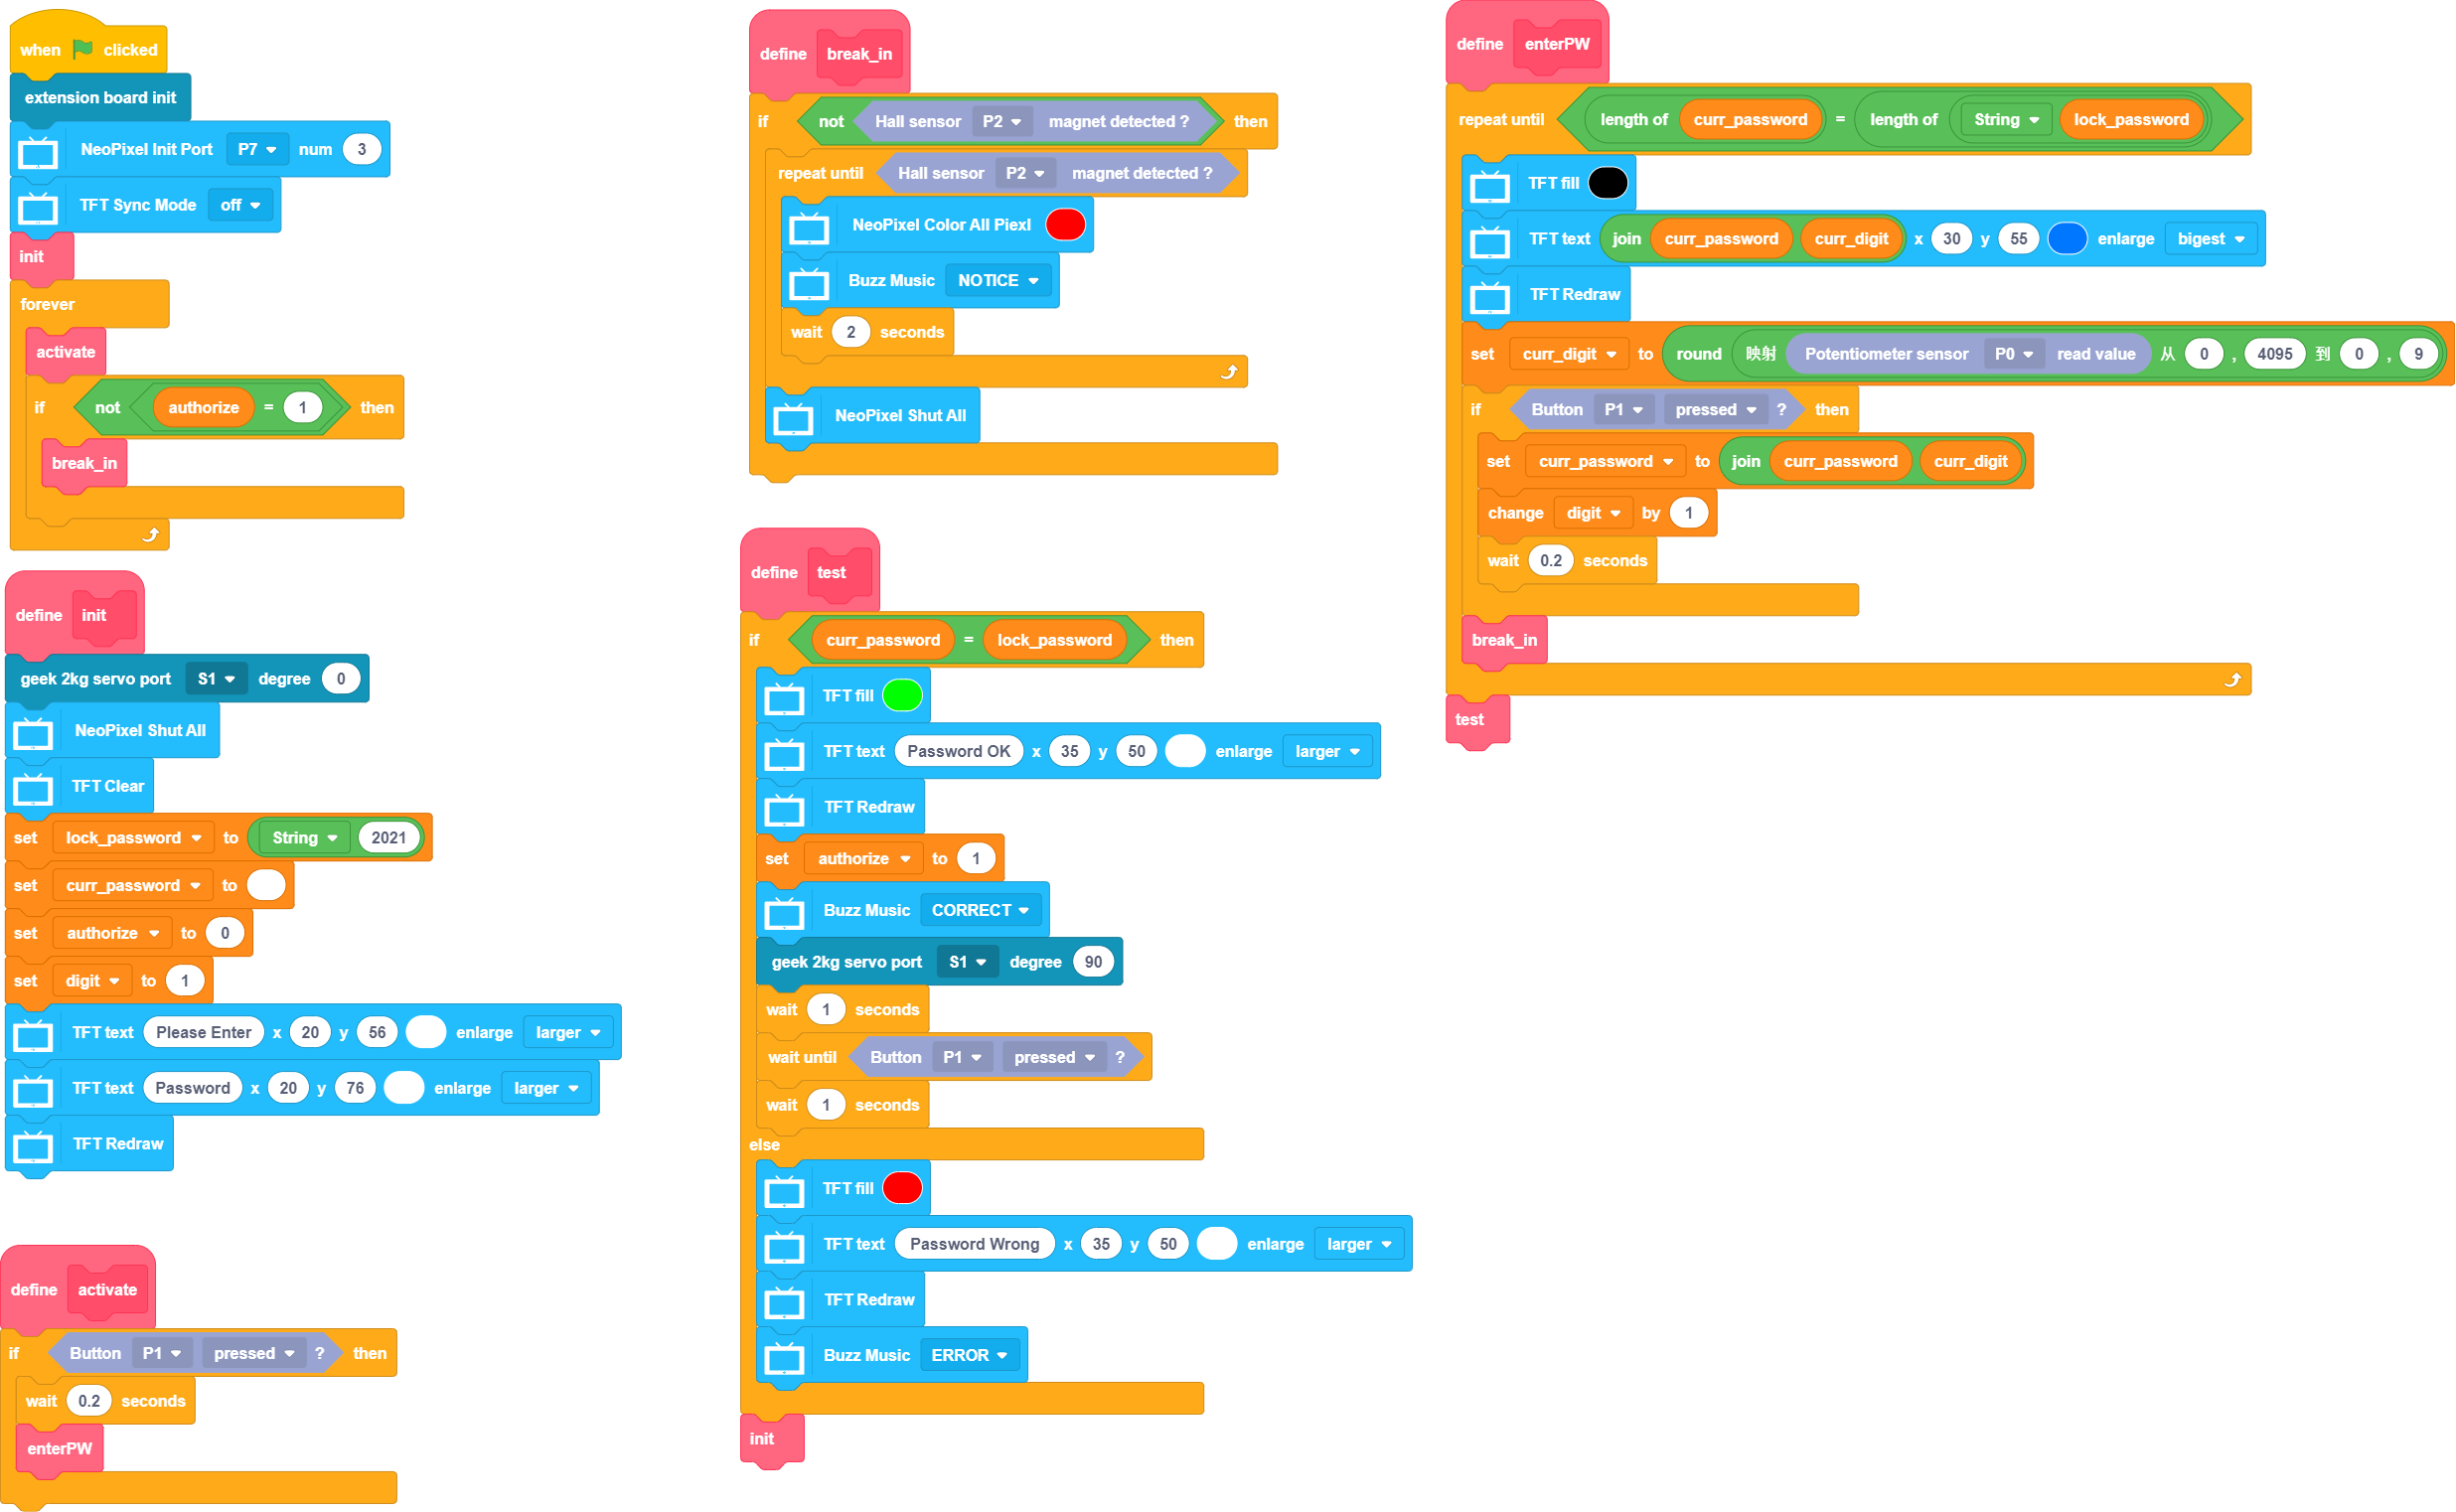 when clicked
extension board init
NeoPixel Init Port P7 num 3
TFT Sync Mode off
init
forever
activate
if not authorize = 1 then
break_in
define init
geek 2kg servo port S1 degree 0
NeoPixel Shut All
TFT Clear
set lock_password to String 2021
set curr_password to
set authorize to 0
set digit to 1
TFT text Please Enter x 20 y 56 enlarge larger
TFT text Password x 20 y 76 enlarge larger
TFT Redraw
define activate
if Button P1 pressed ? then
wait 0.2 seconds
enterPW
define break_in
if not Hall sensor P2 magnet detected ? then
repeat until Hall sensor P2 magnet detected ?
NeoPixel Color All Piexl
Buzz Music NOTICE
wait 2 seconds
NeoPixel Shut All
define test
if curr_password = lock_password then
TFT fill
TFT text Password OK x 35 y 50 enlarge larger
TFT Redraw
set authorize to 1
Buzz Music CORRECT
geek 2kg servo port S1 degree 90
wait 1 seconds
wait until Button P1 pressed ?
wait 1 seconds
else
TFT fill
TFT text Password Wrong x 35 y 50 enlarge larger
TFT Redraw
Buzz Music ERROR
init
define enterPW
repeat until length of curr_password = length of String lock_password
TFT fill
TFT text join curr_password curr_digit x 30 y 55 enlarge bigest
TFT Redraw
set curr_digit to round 映射 Potentiometer sensor P0 read value 从 0 , 4095 到 0 , 9
if Button P1 pressed ? then
set curr_password to join curr_password curr_digit
change digit by 1
wait 0.2 seconds
break_in
test